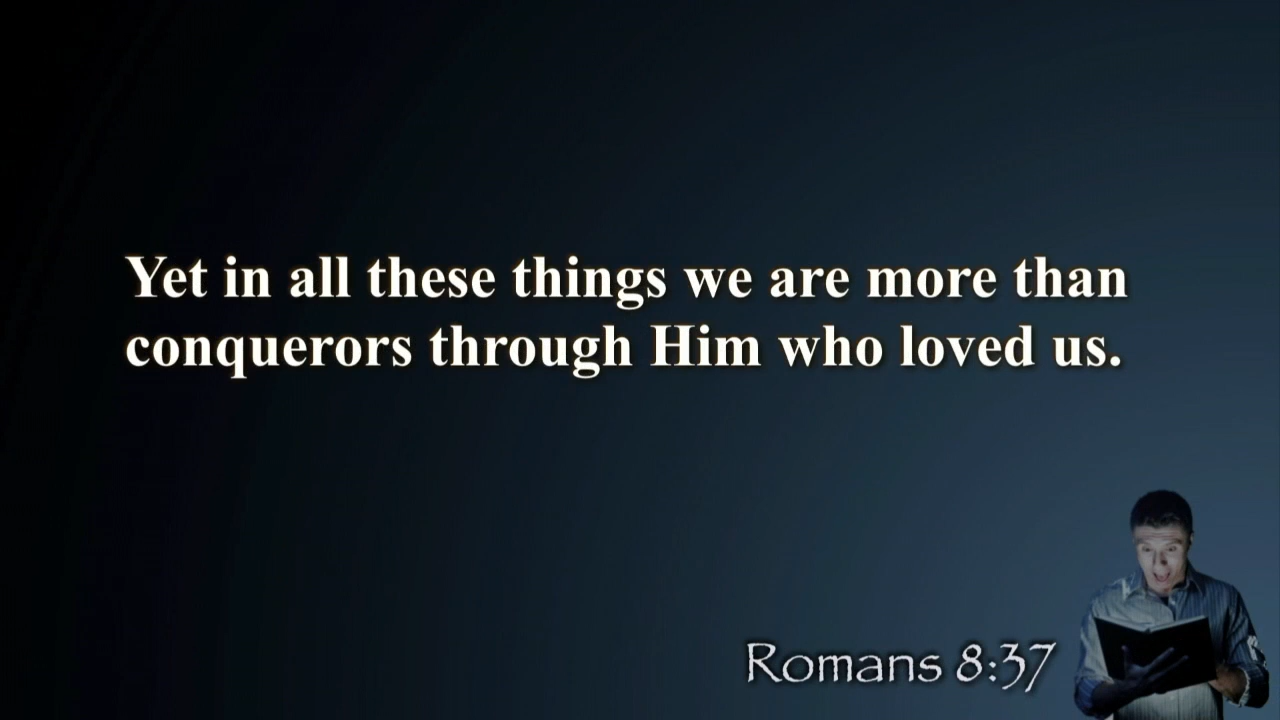 Yet in all these things we are more than
conquerors through Him who loved us.
Romans 8:37